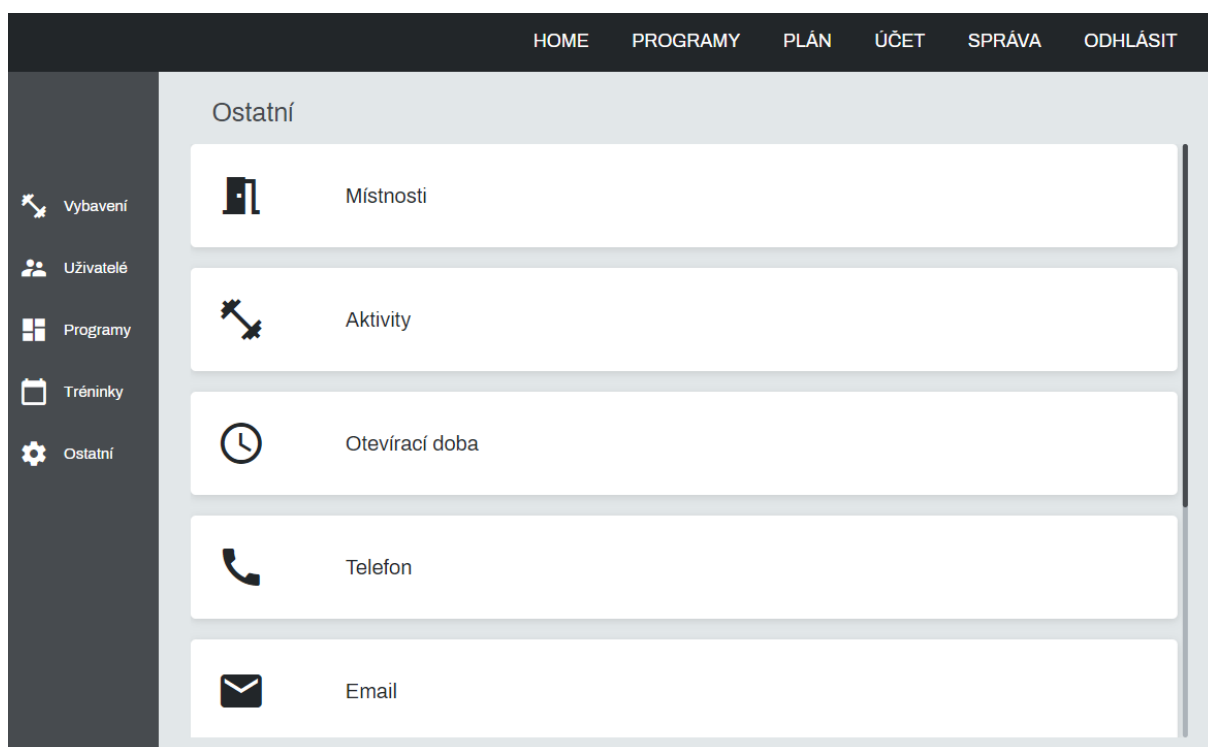 HOME PROGRAMY PLÁN ÚČET SPRÁVA ODHLÁSIT
Vybavení
Uživatelé
Programy
Tréninky
Ostatní
Ostatní
Místnosti
Aktivity
Otevírací doba
Telefon
Email